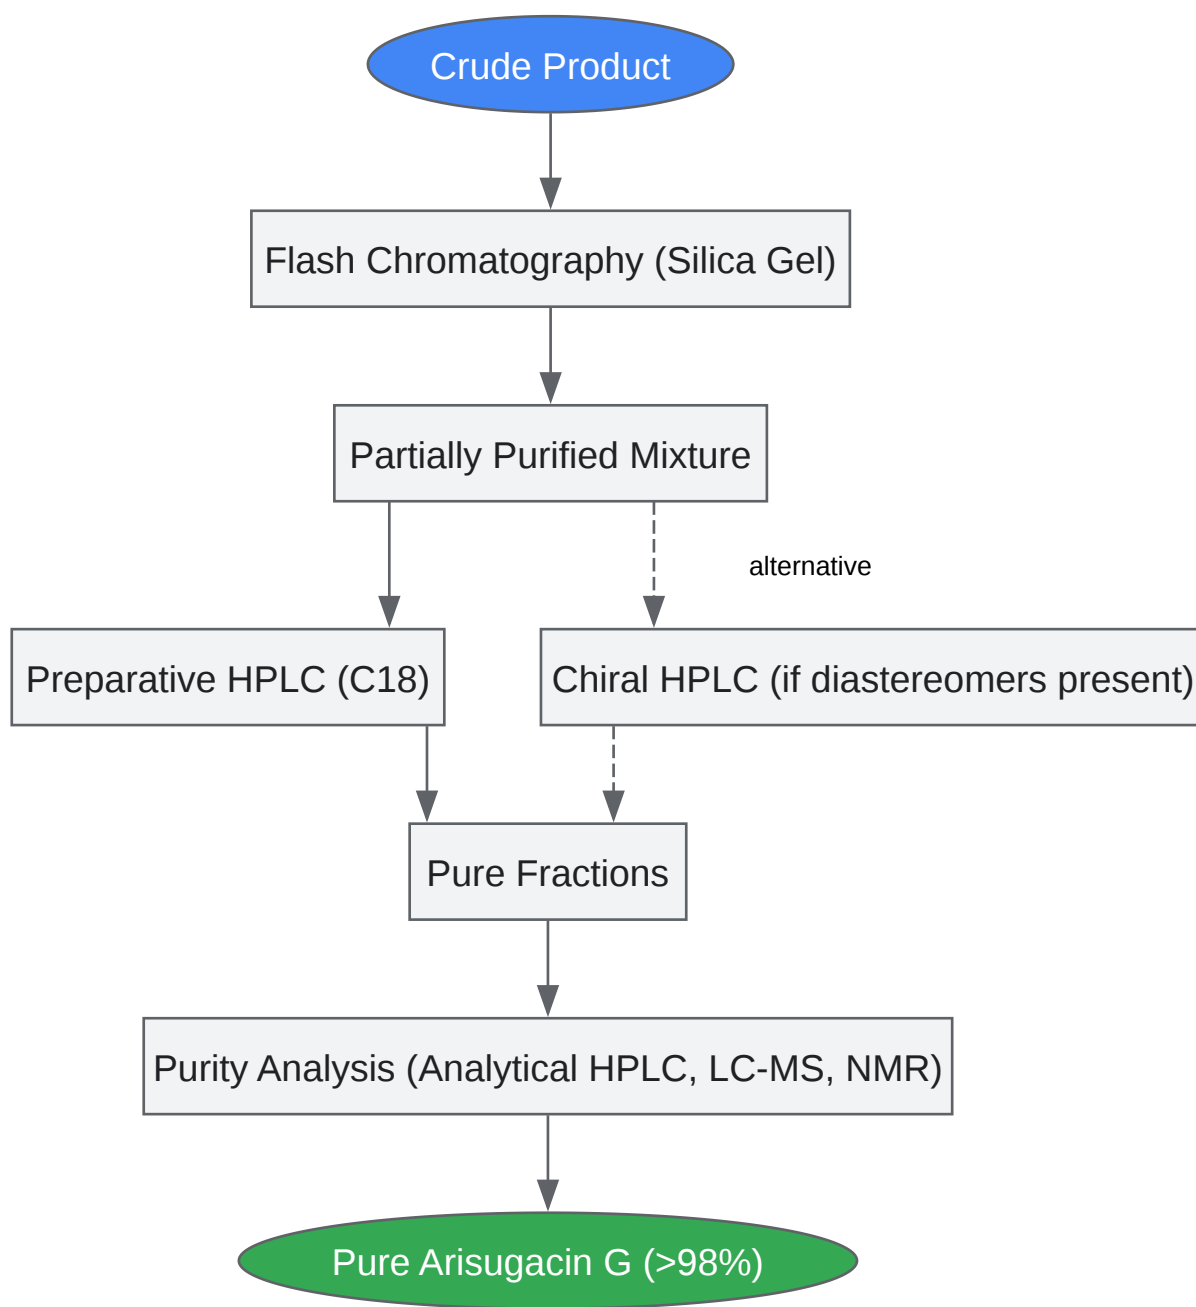 Crude Product
Flash Chromatography (Silica Gel)
Partially Purified Mixture
alternative
Preparative HPLC (C18)
Chiral HPLC (if diastereomers present)
Pure Fractions
Purity Analysis (Analytical HPLC, LC-MS, NMR)
Pure Arisugacin G (>98%)